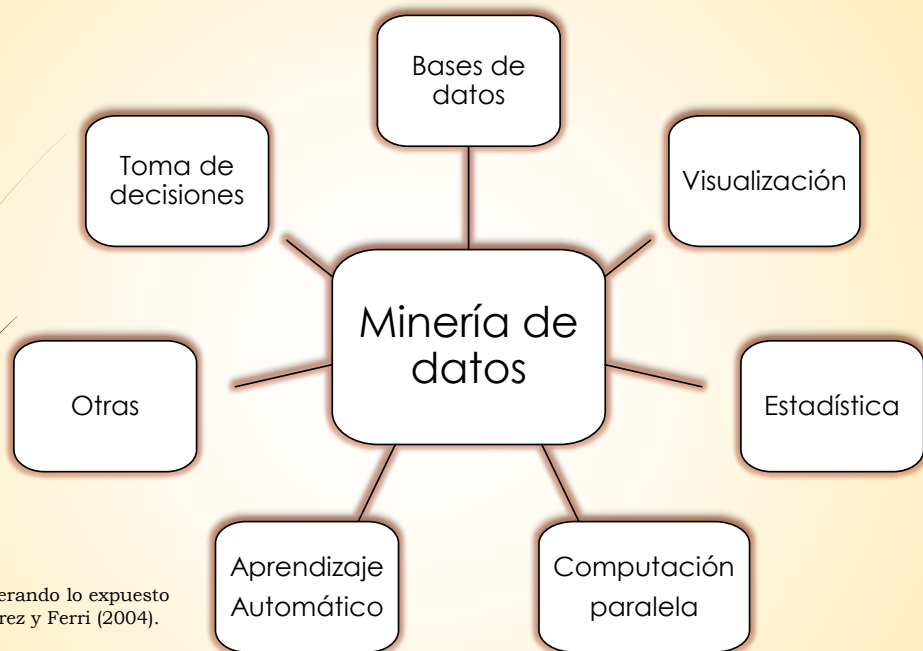 Bases de
datos
Toma de
decisiones
Visualización
Minería de
datos
Otras
Estadística
Aprendizaje
Automático
Computación
paralela
erando lo expuesto
rez y Ferri (2004).